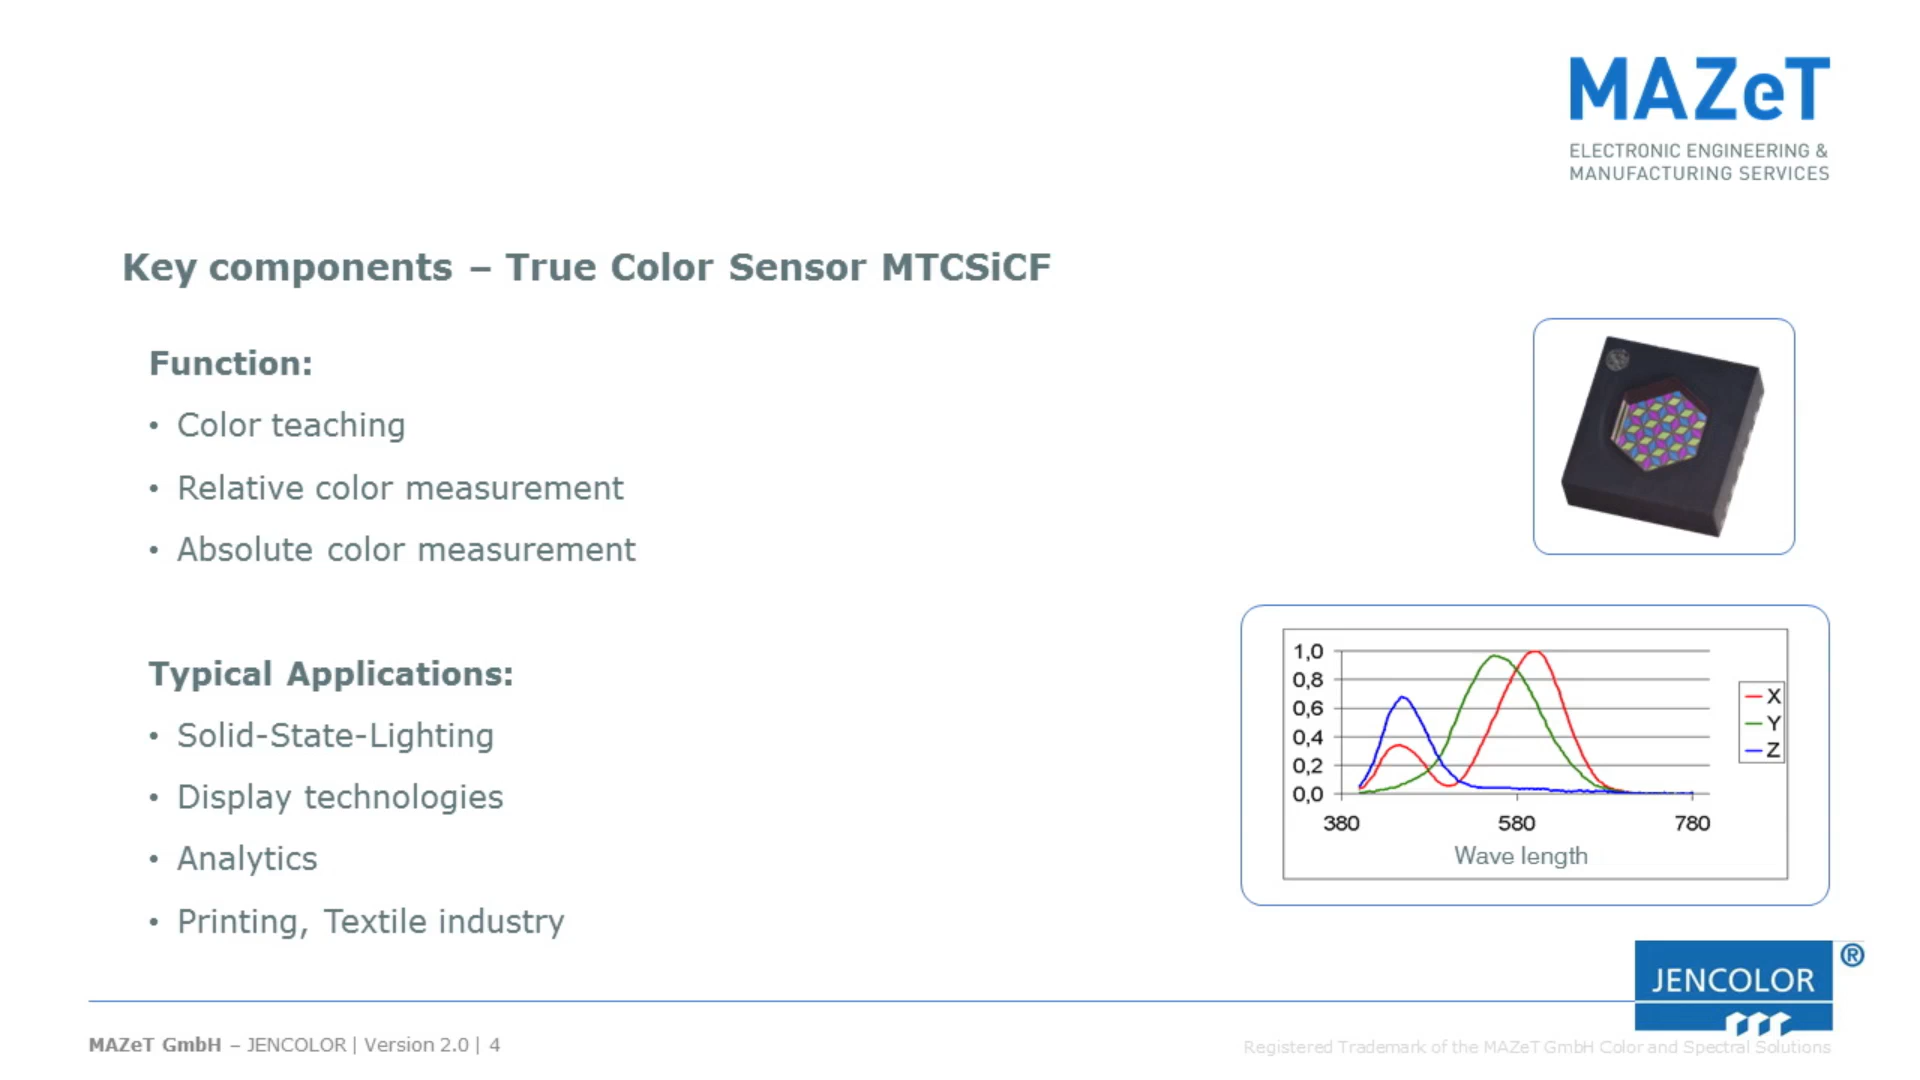 MAZeT
ELECTRONIC ENGINEERING &
MANUFACTURING SERVICES
Key components – True Color Sensor MTCSiCF
Function:
• Color teaching
• Relative color measurement
• Absolute color measurement
Typical Applications:
• Solid-State-Lighting
• Display technologies
• Analytics
• Printing, Textile industry
1,0
0,8
0,6
0,4
0,2
0,0
380 580 780
Wave length
X
Y
Z
JENCOLOR ®
MAZeT GmbH – JENCOLOR | Version 2.0 | 4
Registered Trademark of the MAZeT GmbH Color and Spectral Solutions